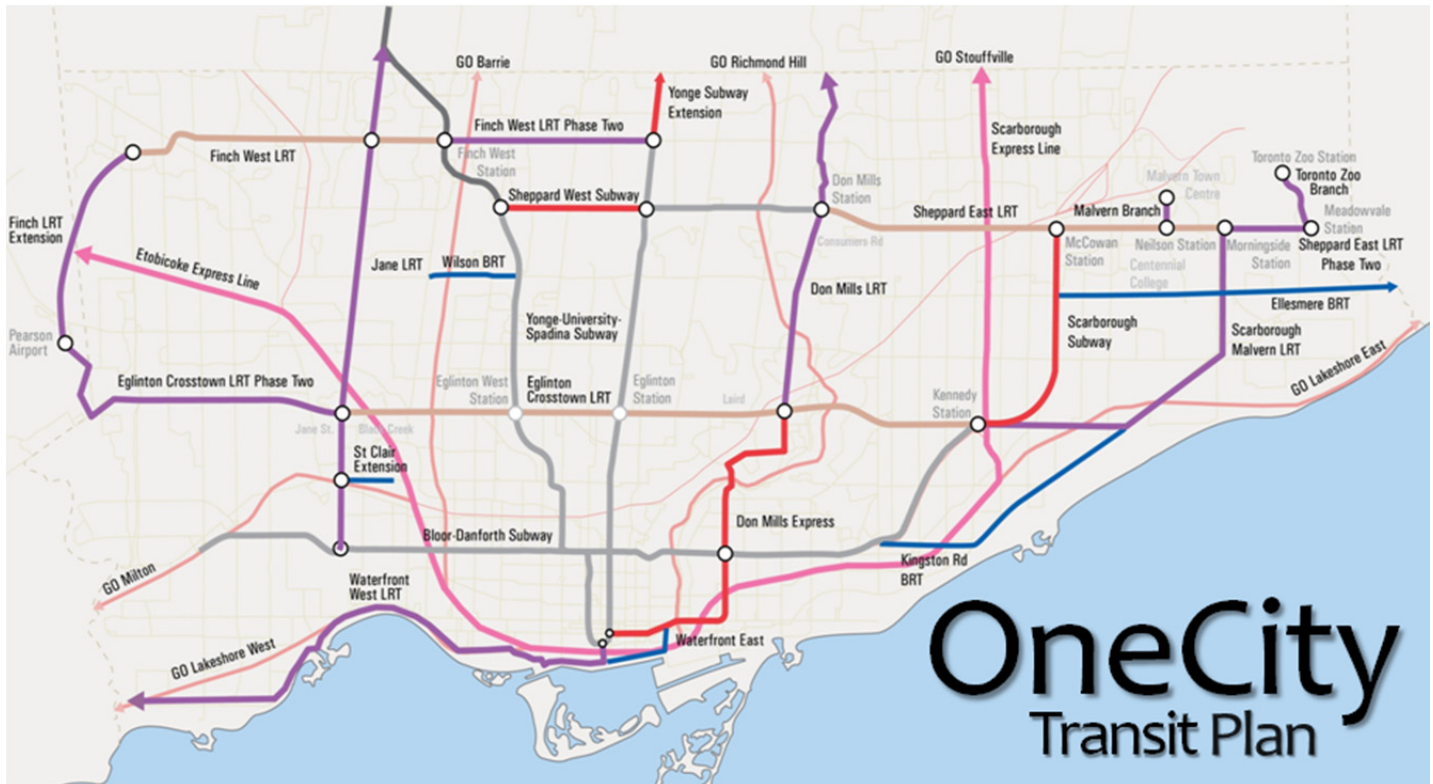 GO Barrie
GO Richmond Hill
GO Stouffville
Yonge Subway
Extension
Finch West LRT Phase Two
Finch West LRT
Finch West
Station
Scarborough
Express Line
Toronto Zoo Station
Toronto Zoo
Branch
Malvern Town
Centre
Don Mills
Station
Sheppard West Subway
Sheppard East LRT
Malvern Branch
Meadowvale
Station
Finch LRT
Extension
Consumers Rd
McCowan
Station
Neilson Station
Morningside
Station
Sheppard East LRT
Phase Two
Centennial
College
Etobicoke Express Line
Jane LRT
Wilson BRT
Don Mills LRT
Ellesmere BRT
Yonge-University-
Spadina Subway
Scarborough
Subway
Scarborough
Malvern LRT
Pearson
Airport
GO Lakeshore East
Eglinton Crosstown LRT Phase Two
Eglinton West
Station
Eglinton
Crosstown LRT
Eglinton
Station
Laird
Kennedy
Station
Jane St.
Black Creek
St Clair
Extension
Don Mills Express
Bloor-Danforth Subway
Kingston Rd
BRT
GO Milton
Waterfront
West LRT
Waterfront East
GO Lakeshore West
OneCity
Transit Plan